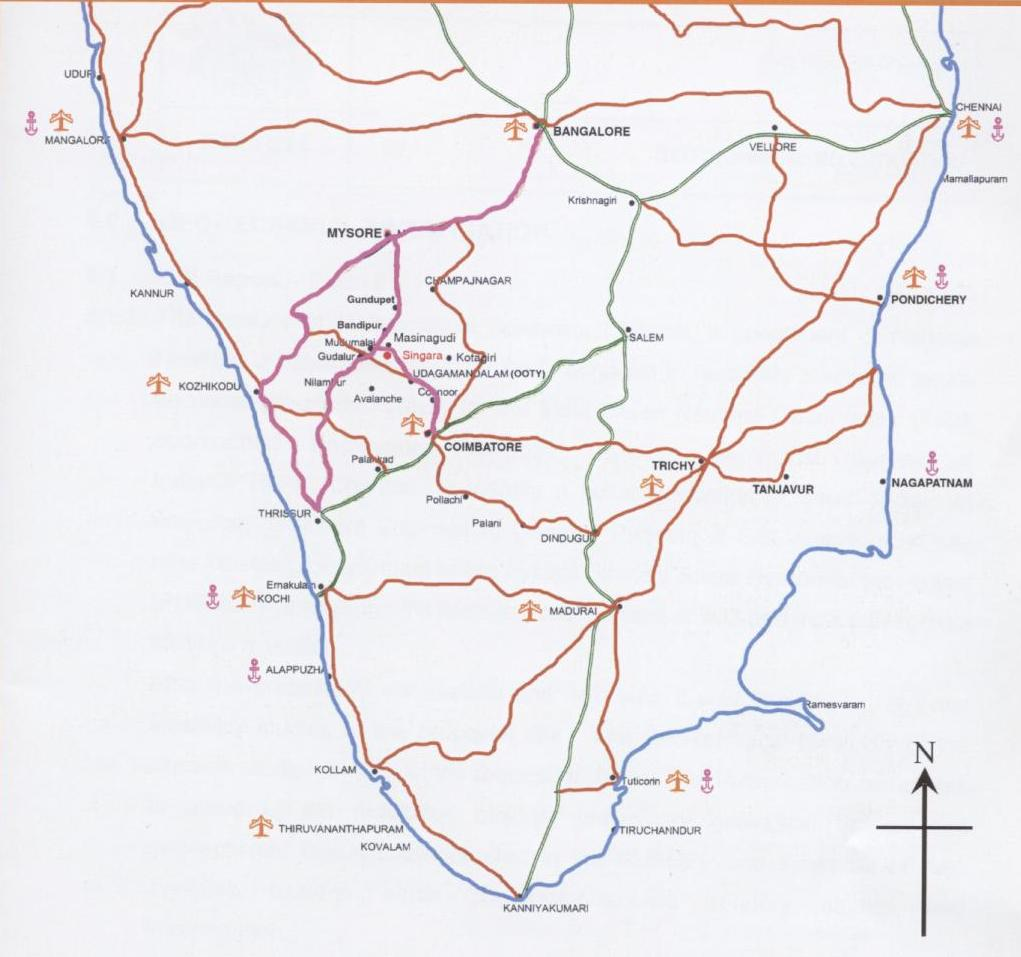 UDUPI
CHENNAI
MANGALORE
BANGALORE
VELLORE
Mamallapuram
Krishnagiri
MYSORE
CHAMPAJNAGAR
KANNUR
Gundupet
PONDICHERY
Bandipur
Masinagudi
Mudumalai
SALEM
Gudalur
Singara
Kotagiri
UDAGAMANDALAM (OOTY)
KOZHIKODU
Nilambur
Avalanche
Coonoor
COIMBATORE
Palakkad
TRICHY
TANJAVUR
NAGAPATNAM
Pollachi
THRISSUR
Palani
DINDUGUL
Ernakulam
KOCHI
MADURAI
ALAPPUZHA
Ramesvaram
N
KOLLAM
Tuticorin
THIRUVANANTHAPURAM
TIRUCHANNDUR
KOVALAM
KANNIYAKUMARI